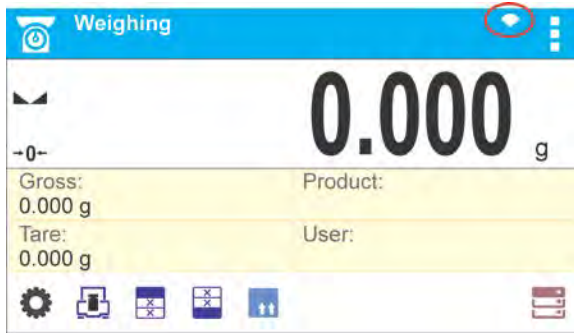 Weighing
0.000 g
→0←
Gross:
0.000 g
Product:
Tare:
0.000 g
User: